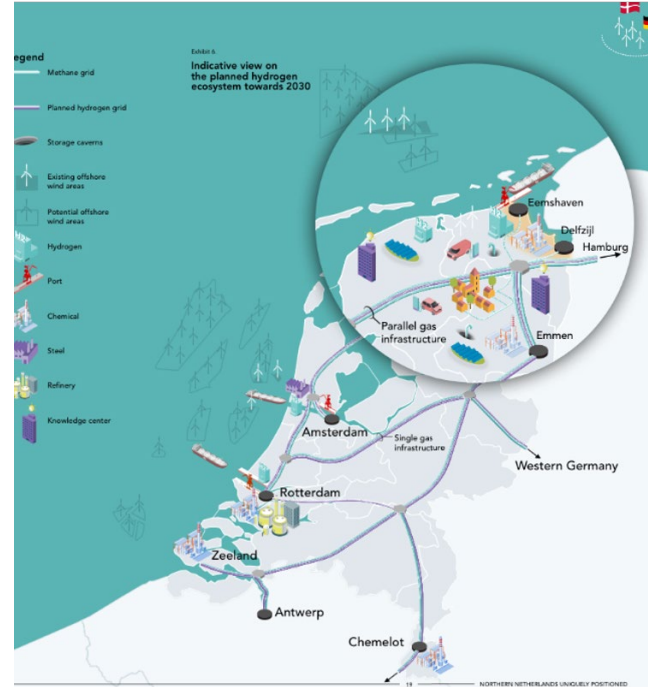 Exhibit 6
Indicative view on
the planned hydrogen
ecosystem towards 2030
egend
Methane grid
Planned hydrogen grid
Storage caverns
Existing offshore
wind areas
Potential offshore
wind areas
Hydrogen
Port
Chemical
Steel
Refinery
Knowledge center
Eemshaven
Delfzijl
Hamburg
Parallel gas
infrastructure
Emmen
Amsterdam
Single gas
infrastructure
Western Germany
Rotterdam
Zeeland
Antwerp
Chemelot
NORTHERN NETHERLANDS UNIQUELY POSITIONED